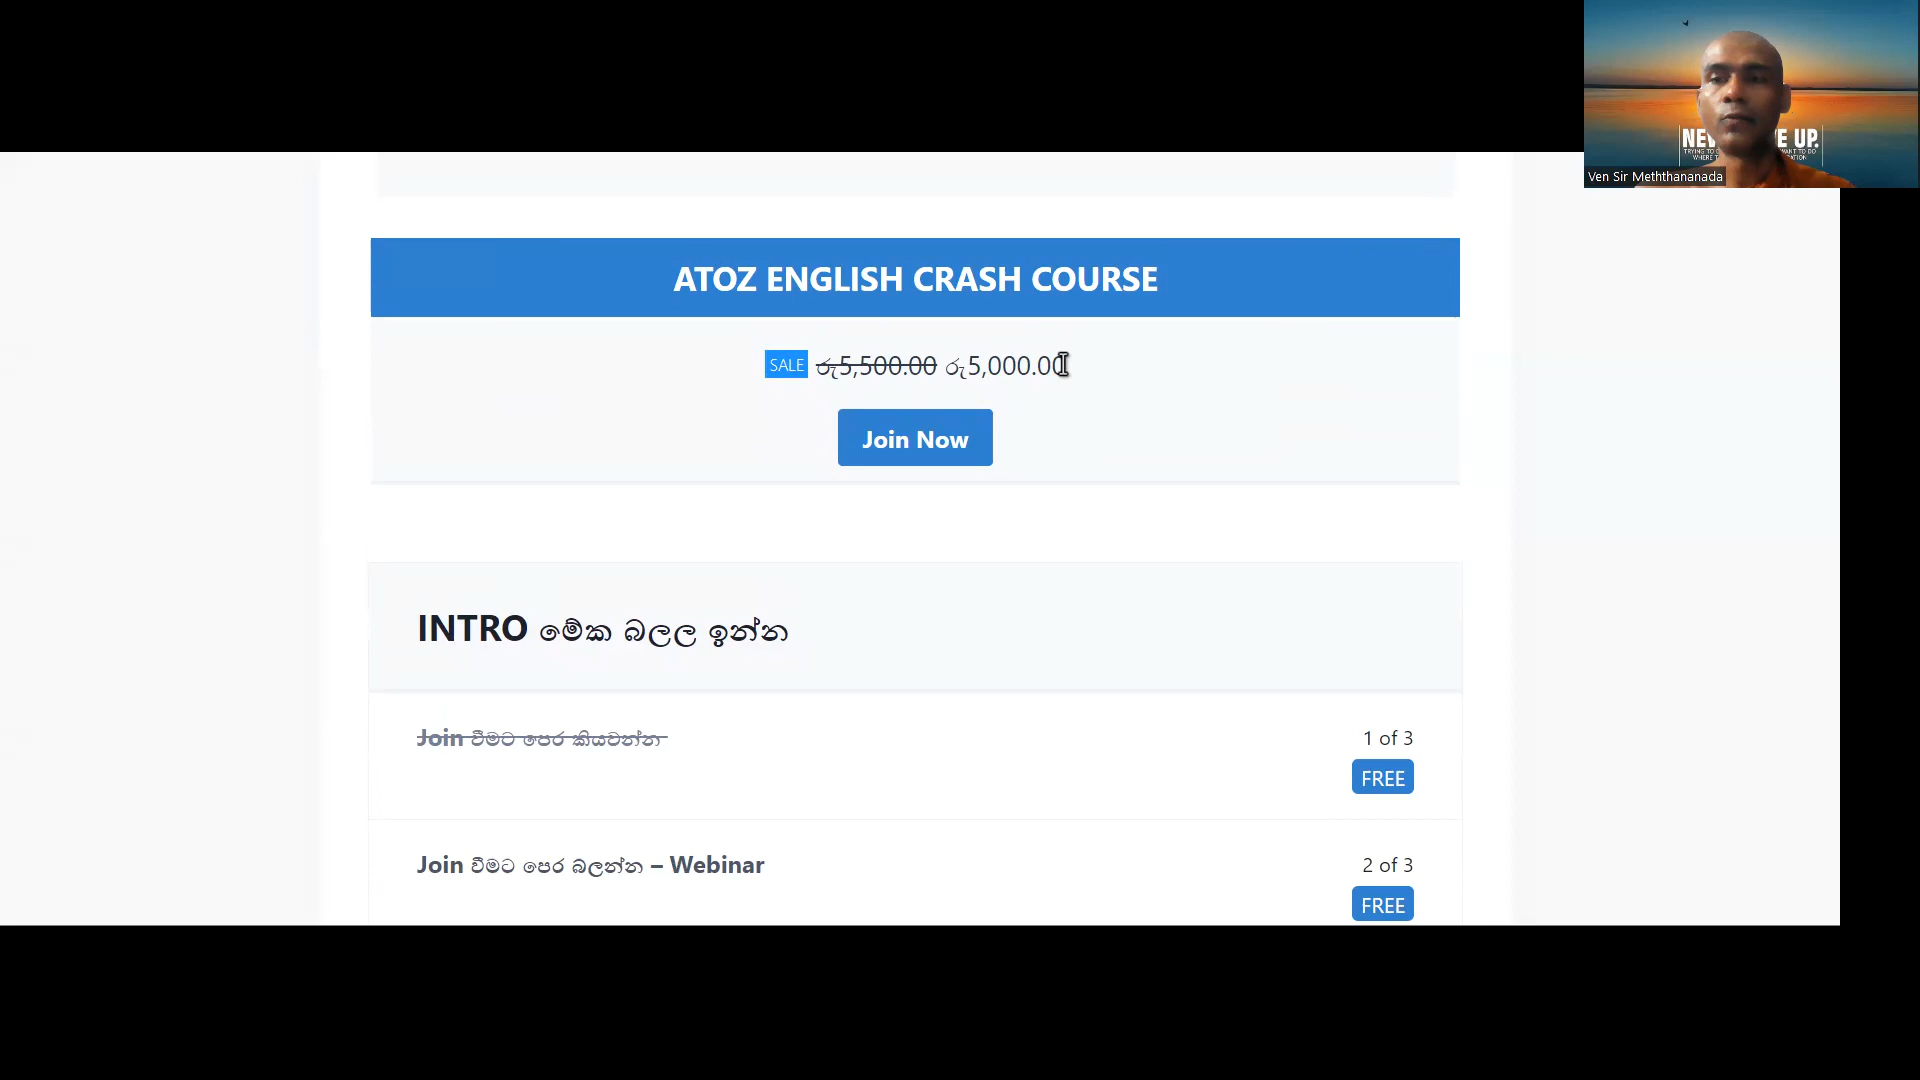 Ven Sir Meththananada
ATOZ ENGLISH CRASH COURSE
SALE රු5,500.00 රු5,000.00
Join Now
INTRO මේක බලල ඉන්න
Join වීමට පෙර කියවන්න
1 of 3
FREE
Join වීමට පෙර බලන්න – Webinar
2 of 3
FREE